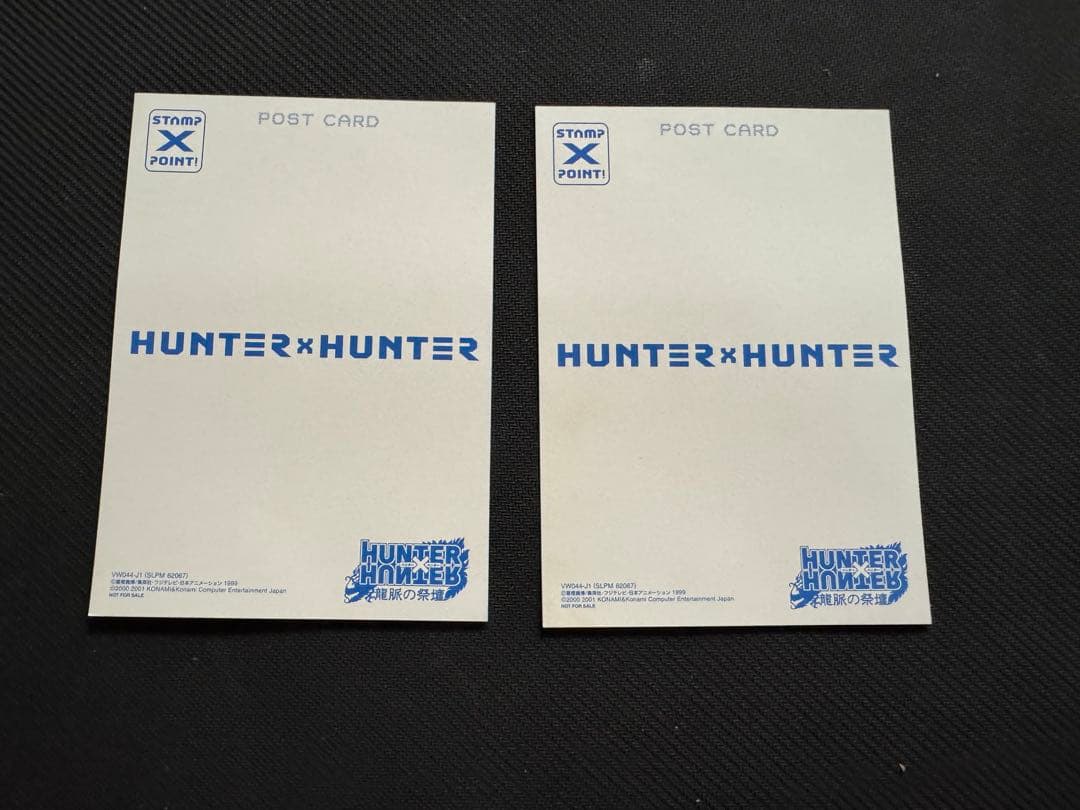 STAMP
X
POINT!
POST CARD
HUNTER×HUNTER
VW044-J1 (SLPM 62067)
©冨樫義博/集英社・フジテレビ・日本アニメーション 1999
©2000 2001 KONAMI&Konami Computer Entertainment Japan
NOT FOR SALE
HUNTER
X
HUNTER
龍脈の祭壇
STAMP
X
POINT!
POST CARD
HUNTER×HUNTER
VW044-J1 (SLPM 62067)
©冨樫義博/集英社・フジテレビ・日本アニメーション 1999
©2000 2001 KONAMI&Konami Computer Entertainment Japan
NOT FOR SALE
HUNTER
X
HUNTER
龍脈の祭壇